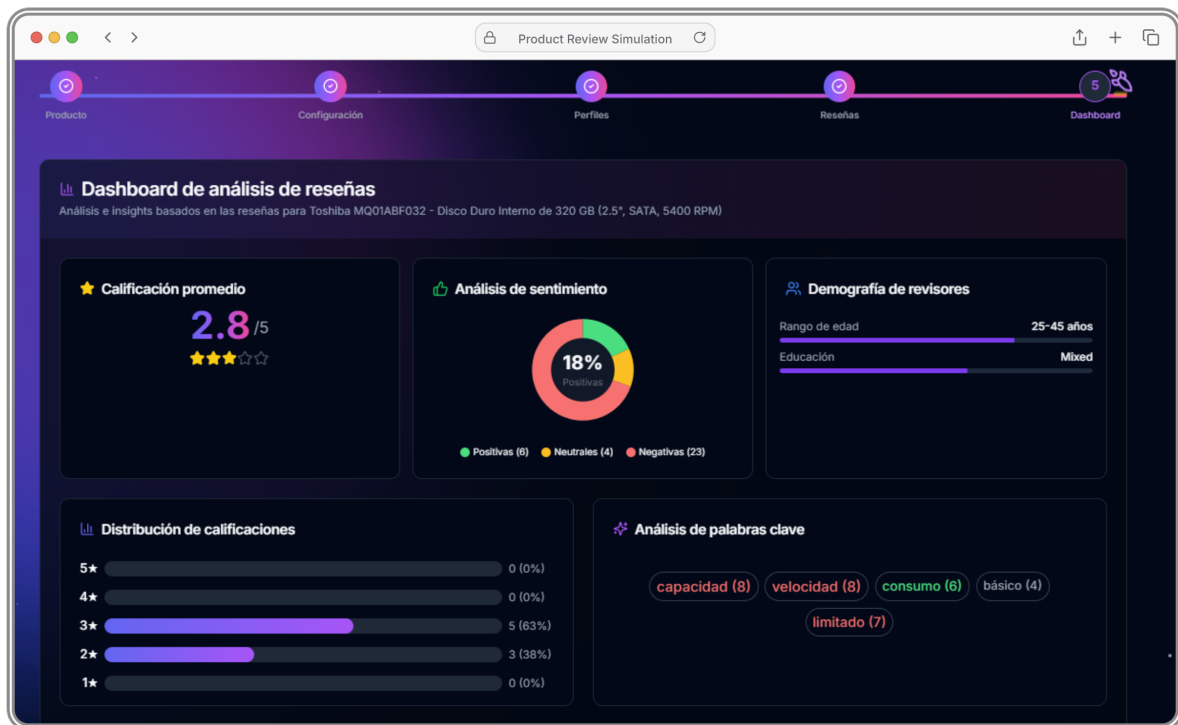 Product Review Simulation
5
Producto
Configuración
Perfiles
Reseñas
Dashboard
Dashboard de análisis de reseñas
Análisis e insights basados en las reseñas para Toshiba MQ01ABF032 - Disco Duro Interno de 320 GB (2.5", SATA, 5400 RPM)
Calificación promedio
2.8 /5
Análisis de sentimiento
18%
Positivas
Positivas (6) Neutrales (4) Negativas (23)
Demografía de revisores
Rango de edad 25-45 años
Educación Mixed
Distribución de calificaciones
5★ 0 (0%)
4★ 0 (0%)
3★ 5 (63%)
2★ 3 (38%)
1★ 0 (0%)
Análisis de palabras clave
capacidad (8) velocidad (8) consumo (6) básico (4)
limitado (7)